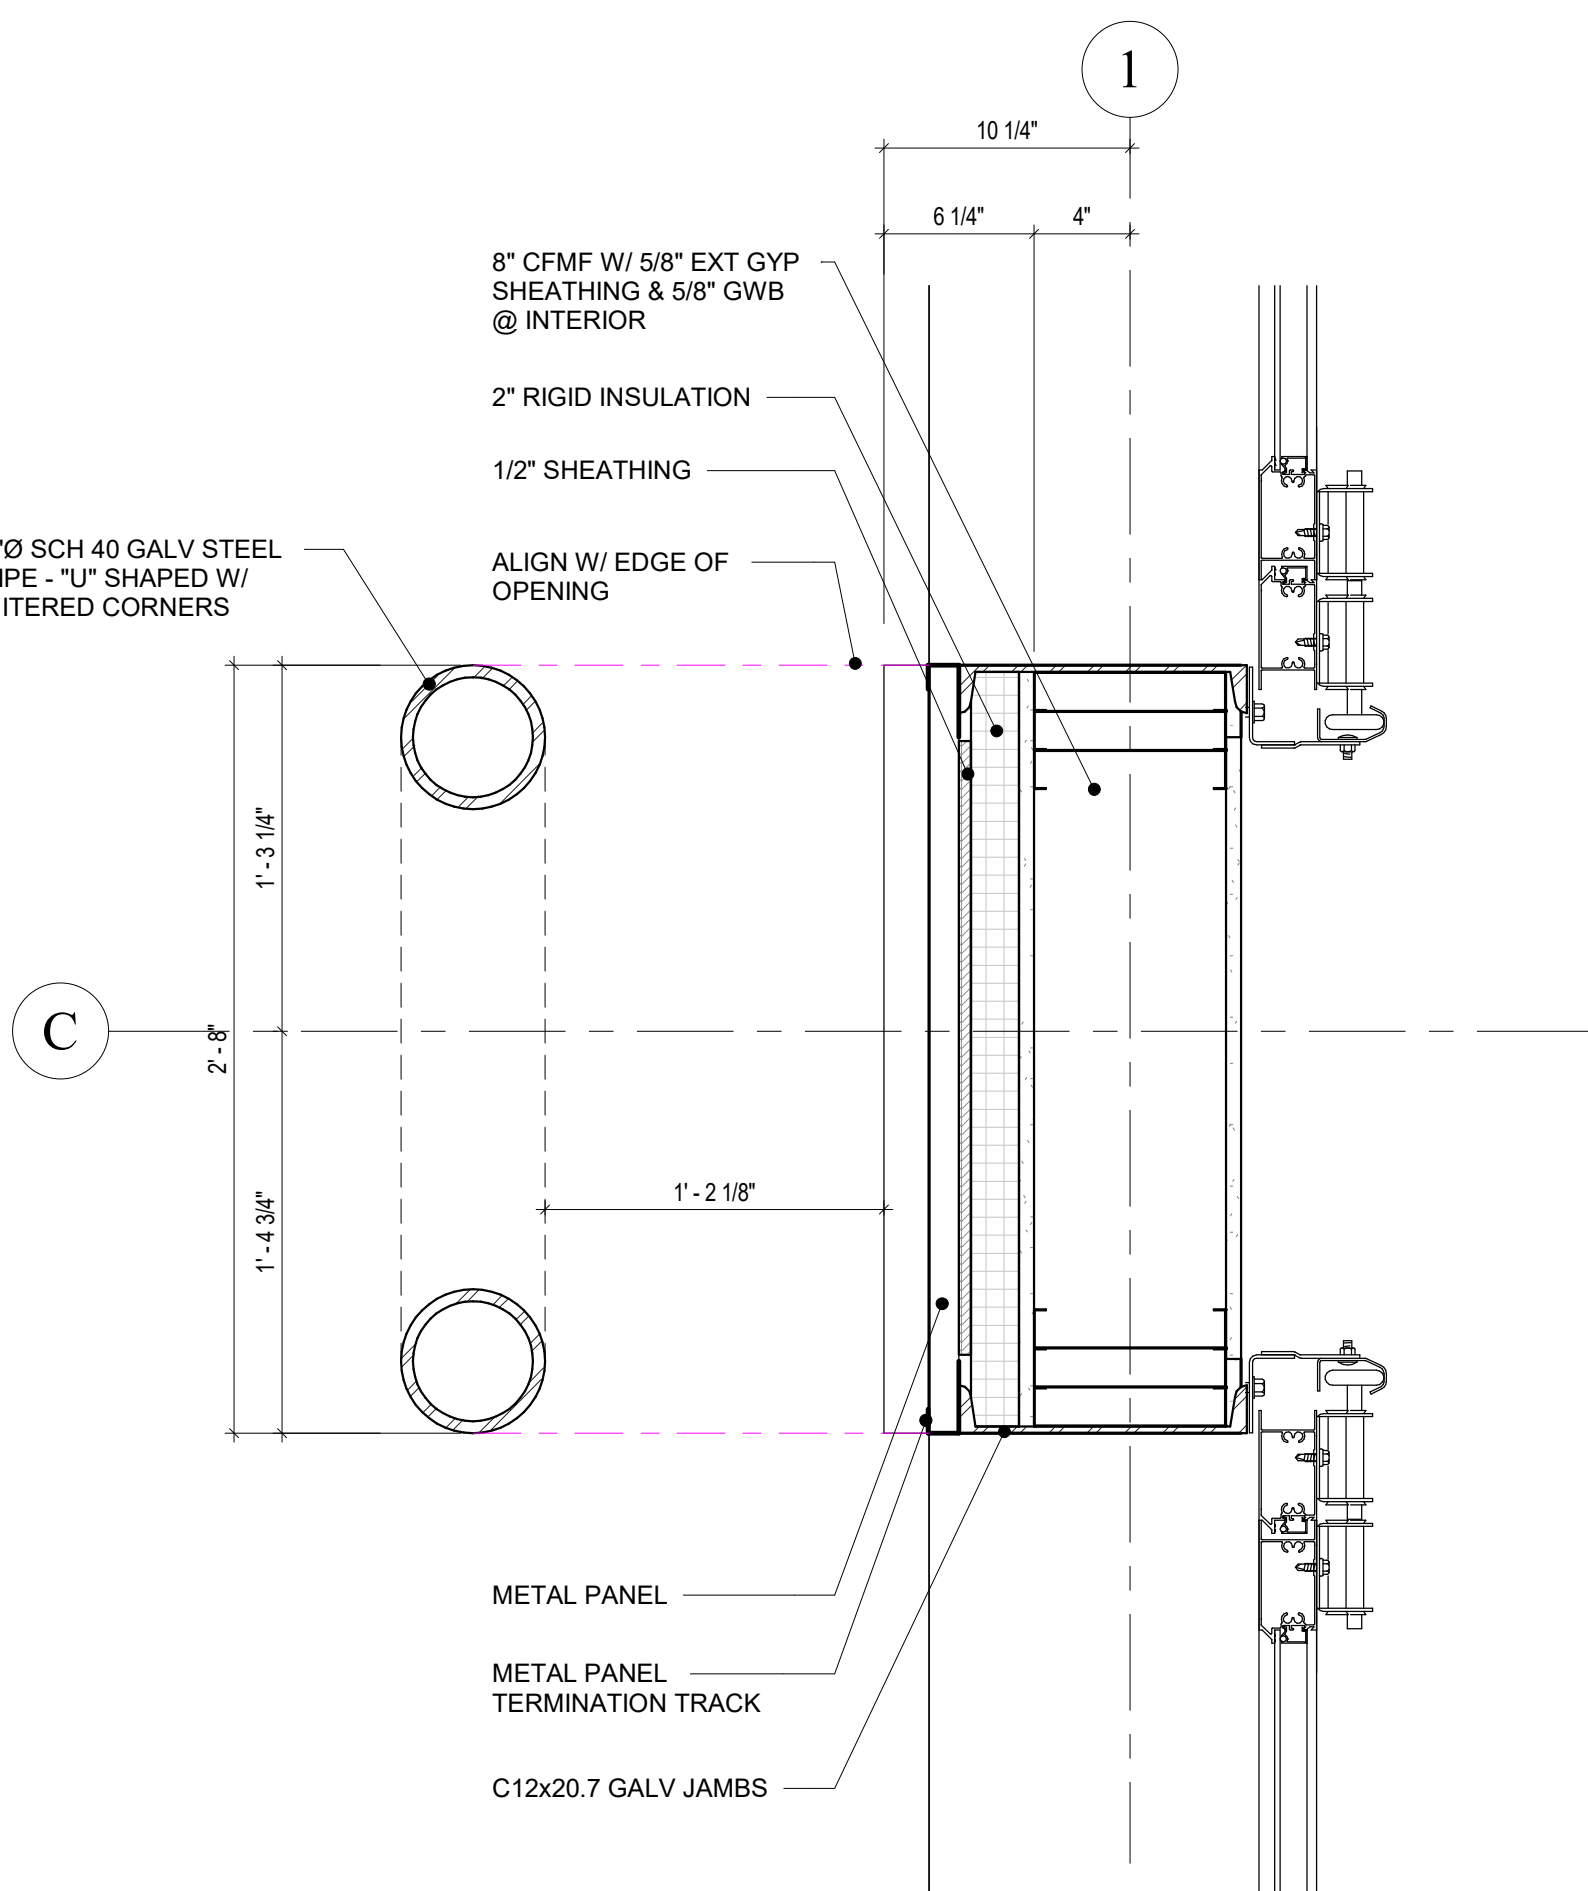 1
10 1/4"
6 1/4"
4"
8" CFMF W/ 5/8" EXT GYP
SHEATHING & 5/8" GWB
@ INTERIOR
2" RIGID INSULATION
1/2" SHEATHING
"Ø SCH 40 GALV STEEL
IPE - "U" SHAPED W/
ITERED CORNERS
ALIGN W/ EDGE OF
OPENING
1' - 3 1/4"
C
2' - 8"
1' - 2 1/8"
1' - 4 3/4"
METAL PANEL
METAL PANEL
TERMINATION TRACK
C12x20.7 GALV JAMBS